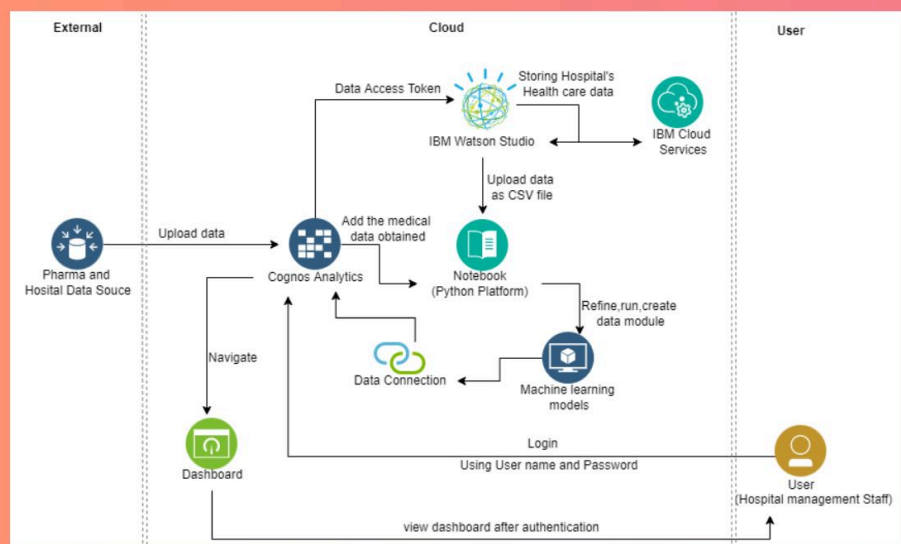 External
Cloud
User
Data Access Token
Storing Hospital's
Health care data
IBM Watson Studio
IBM Cloud
Services
Upload data
as CSV file
Upload data
Add the medical
data obtained
Pharma and
Hosital Data Souce
Cognos Analytics
Notebook
(Python Platform)
Refine,run,create
data module
Navigate
Data Connection
Machine learning
models
Login
Using User name and Password
Dashboard
User
(Hospital management Staff)
view dashboard after authentication